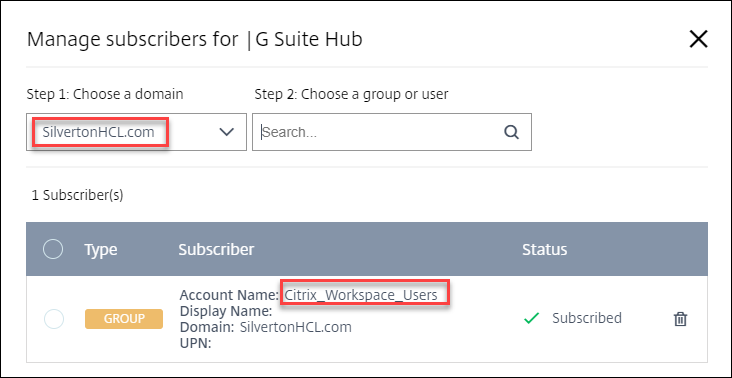 Manage subscribers for | G Suite Hub
Step 1: Choose a domain Step 2: Choose a group or user
SilvertonHCL.com Search...
1 Subscriber(s)
Type Subscriber Status
GROUP
Account Name: Citrix_Workspace_Users
Display Name:
Domain: SilvertonHCL.com
UPN:
Subscribed